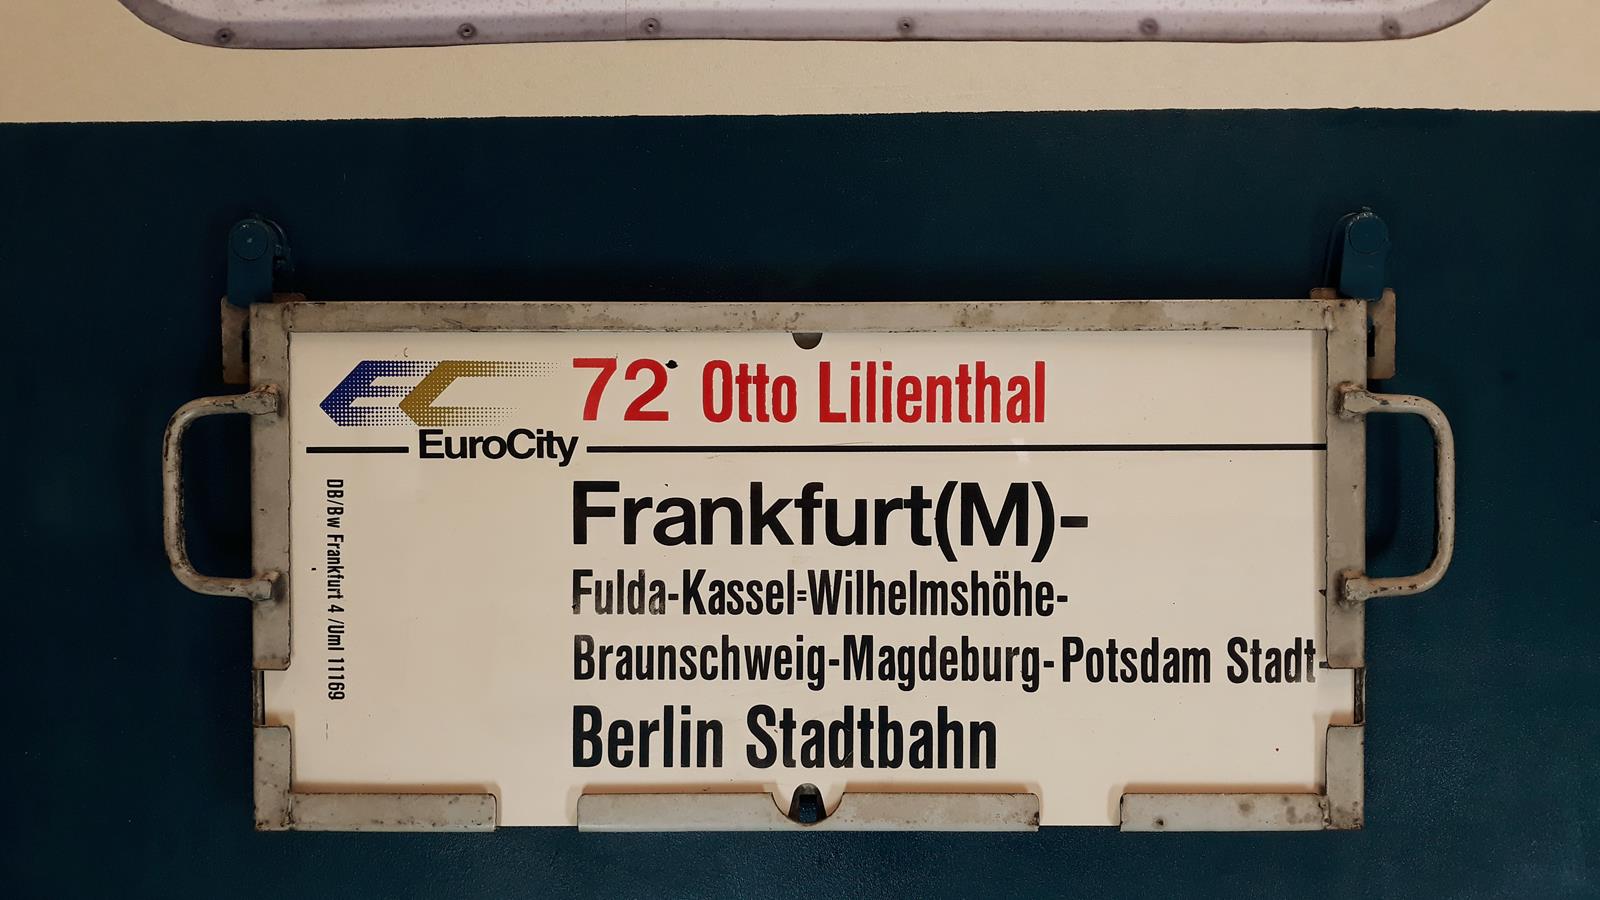 EC 72 Otto Lilienthal
EuroCity
DB/Bw Frankfurt 4 /Uml 11169
Frankfurt(M)-
Fulda-Kassel=Wilhelmshöhe-
Braunschweig-Magdeburg-Potsdam Stadt-
Berlin Stadtbahn